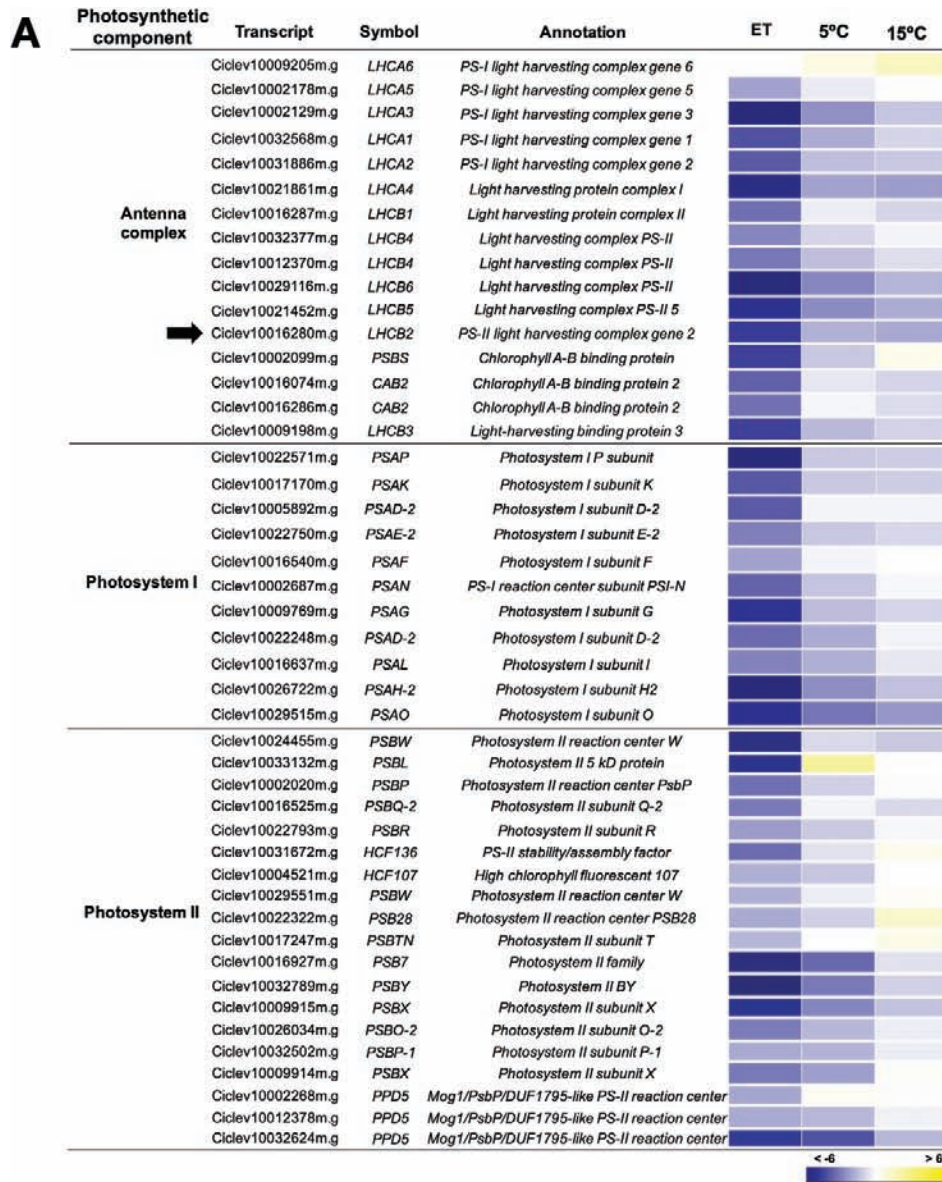 A
Photosynthetic component Transcript Symbol Annotation ET 5ºC 15ºC
Ciclev10009205m.g LHCA6 PS-I light harvesting complex gene 6
Ciclev10002178m.g LHCA5 PS-I light harvesting complex gene 5
Ciclev10002129m.g LHCA3 PS-I light harvesting complex gene 3
Ciclev10032568m.g LHCA1 PS-I light harvesting complex gene 1
Ciclev10031886m.g LHCA2 PS-I light harvesting complex gene 2
Ciclev10021861m.g LHCA4 Light harvesting protein complex I
Antenna complex
Ciclev10016287m.g LHCB1 Light harvesting protein complex II
Ciclev10032377m.g LHCB4 Light harvesting complex PS-II
Ciclev10012370m.g LHCB4 Light harvesting complex PS-II
Ciclev10029116m.g LHCB6 Light harvesting complex PS-II
Ciclev10021452m.g LHCB5 Light harvesting complex PS-II 5
Ciclev10016280m.g LHCB2 PS-II light harvesting complex gene 2
Ciclev10002099m.g PSBS Chlorophyll A-B binding protein
Ciclev10016074m.g CAB2 Chlorophyll A-B binding protein 2
Ciclev10016286m.g CAB2 Chlorophyll A-B binding protein 2
Ciclev10009198m.g LHCB3 Light-harvesting binding protein 3
Ciclev10022571m.g PSAP Photosystem I P subunit
Ciclev10017170m.g PSAK Photosystem I subunit K
Ciclev10005892m.g PSAD-2 Photosystem I subunit D-2
Ciclev10022750m.g PSAE-2 Photosystem I subunit E-2
Ciclev10016540m.g PSAF Photosystem I subunit F
Photosystem I Ciclev10002687m.g PSAN PS-I reaction center subunit PSI-N
Ciclev10009769m.g PSAG Photosystem I subunit G
Ciclev10022248m.g PSAD-2 Photosystem I subunit D-2
Ciclev10016637m.g PSAL Photosystem I subunit l
Ciclev10026722m.g PSAH-2 Photosystem I subunit H2
Ciclev10029515m.g PSAO Photosystem I subunit O
Ciclev10024455m.g PSBW Photosystem II reaction center W
Ciclev10033132m.g PSBL Photosystem II 5 kD protein
Ciclev10002020m.g PSBP Photosystem II reaction center PsbP
Ciclev10016525m.g PSBQ-2 Photosystem II subunit Q-2
Ciclev10022793m.g PSBR Photosystem II subunit R
Ciclev10031672m.g HCF136 PS-II stability/assembly factor
Ciclev10004521m.g HCF107 High chlorophyll fluorescent 107
Ciclev10029551m.g PSBW Photosystem II reaction center W
Photosystem II Ciclev10022322m.g PSB28 Photosystem II reaction center PSB28
Ciclev10017247m.g PSBTN Photosystem II subunit T
Ciclev10016927m.g PSB7 Photosystem II family
Ciclev10032789m.g PSBY Photosystem II BY
Ciclev10009915m.g PSBX Photosystem II subunit X
Ciclev10026034m.g PSBO-2 Photosystem II subunit O-2
Ciclev10032502m.g PSBP-1 Photosystem II subunit P-1
Ciclev10009914m.g PSBX Photosystem II subunit X
Ciclev10002268m.g PPD5 Mog1/PsbP/DUF1795-like PS-II reaction center
Ciclev10012378m.g PPD5 Mog1/PsbP/DUF1795-like PS-II reaction center
Ciclev10032624m.g PPD5 Mog1/PsbP/DUF1795-like PS-II reaction center
< -6 > 6